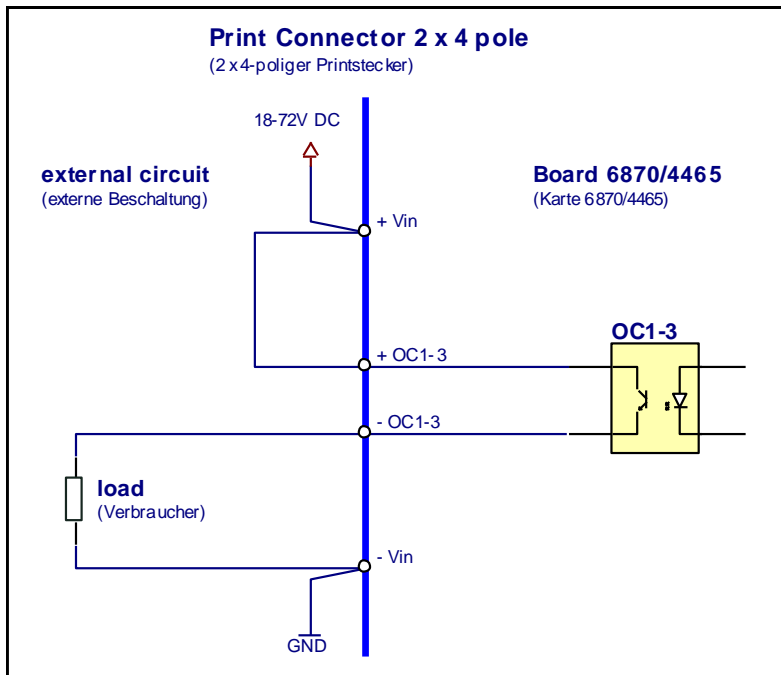 Print Connector 2 x 4 pole
(2 x 4-poliger Printstecker)
18-72V DC
external circuit
(externe Beschaltung)
Board 6870/4465
(Karte 6870/4465)
+ Vin
OC1-3
+ OC1-3
- OC1-3
load
(Verbraucher)
- Vin
GND